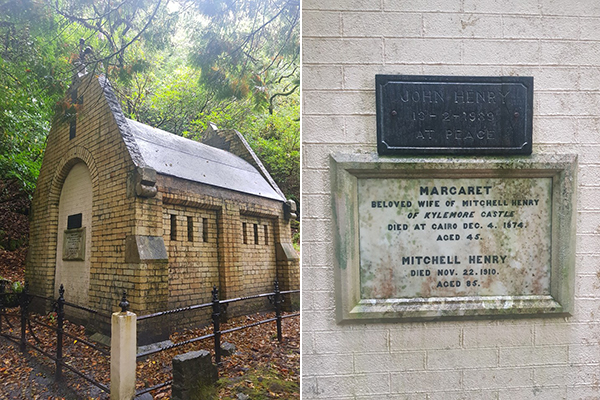 JOHN HENRY
13-2-1989
AT PEACE
MARGARET
BELOVED WIFE OF MITCHELL HENRY
OF KYLEMORE CASTLE
DIED AT CAIRO DEC. 4. 1874.
AGED 45.
MITCHELL HENRY
DIED NOV. 22. 1910.
AGED 85.